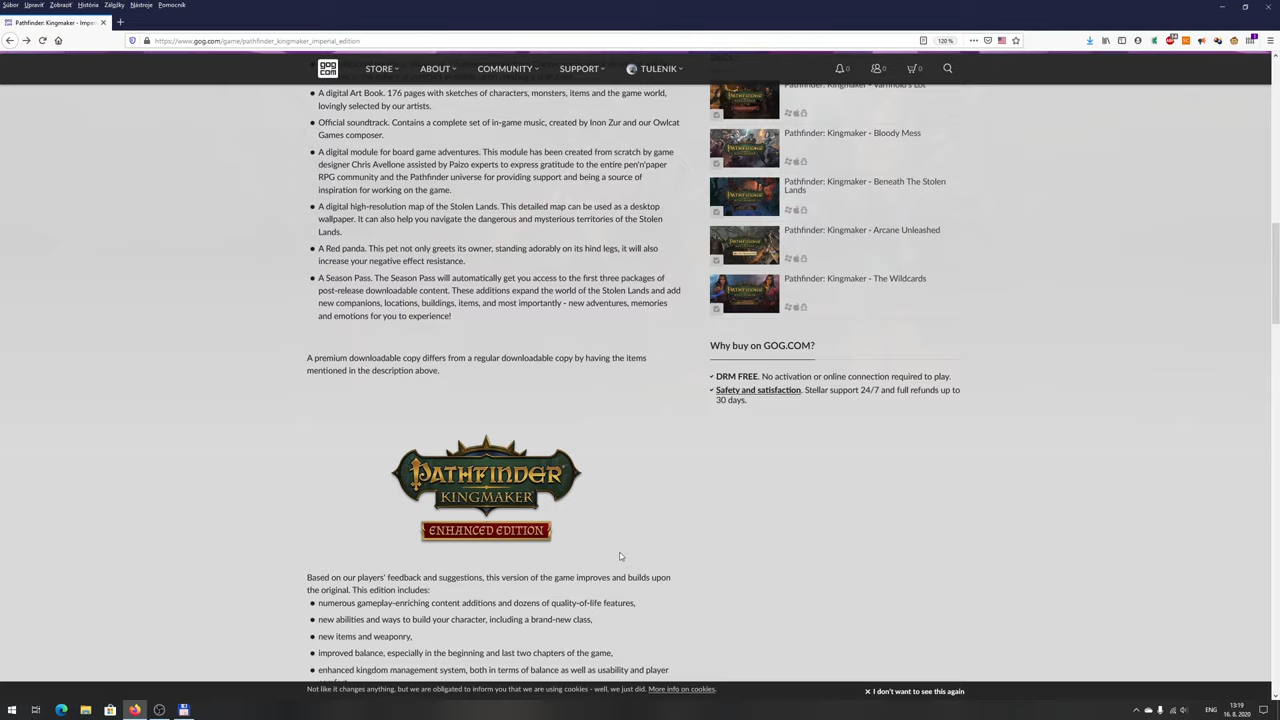 Súbor Upraviť Zobraziť História Záložky Nástroje Pomocník
Pathfinder: Kingmaker - Impe
https://www.gog.com/game/pathfinder_kingmaker_imperial_edition
120 %
gog
com
STORE ABOUT COMMUNITY SUPPORT TULENIK 0 0 0
A digital Art Book. 176 pages with sketches of characters, monsters, items and the game world,
lovingly selected by our artists.
Official soundtrack. Contains a complete set of in-game music, created by Inon Zur and our Owlcat
Games composer.
A digital module for board game adventures. This module has been created from scratch by game
designer Chris Avellone assisted by Paizo experts to express gratitude to the entire pen'n'paper
RPG community and the Pathfinder universe for providing support and being a source of
inspiration for working on the game.
A digital high-resolution map of the Stolen Lands. This detailed map can be used as a desktop
wallpaper. It can also help you navigate the dangerous and mysterious territories of the Stolen
Lands.
A Red panda. This pet not only greets its owner, standing adorably on its hind legs, it will also
increase your negative effect resistance.
A Season Pass. The Season Pass will automatically get you access to the first three packages of
post-release downloadable content. These additions expand the world of the Stolen Lands and add
new companions, locations, buildings, items, and most importantly - new adventures, memories
and emotions for you to experience!
A premium downloadable copy differs from a regular downloadable copy by having the items
mentioned in the description above.
PATHFINDER
KINGMAKER
ENHANCED EDITION
Based on our players' feedback and suggestions, this version of the game improves and builds upon
the original. This edition includes:
numerous gameplay-enriching content additions and dozens of quality-of-life features,
new abilities and ways to build your character, including a brand-new class,
new items and weaponry,
improved balance, especially in the beginning and last two chapters of the game,
enhanced kingdom management system, both in terms of balance as well as usability and player
Pathfinder: Kingmaker - Varnhold's Lot
Pathfinder: Kingmaker - Bloody Mess
Pathfinder: Kingmaker - Beneath The Stolen
Lands
Pathfinder: Kingmaker - Arcane Unleashed
Pathfinder: Kingmaker - The Wildcards
Why buy on GOG.COM?
DRM FREE. No activation or online connection required to play.
Safety and satisfaction. Stellar support 24/7 and full refunds up to
30 days.
Not like it changes anything, but we are obligated to inform you that we are using cookies - well, we just did. More info on cookies.
I don't want to see this again
ENG
13:19
16. 8. 2020